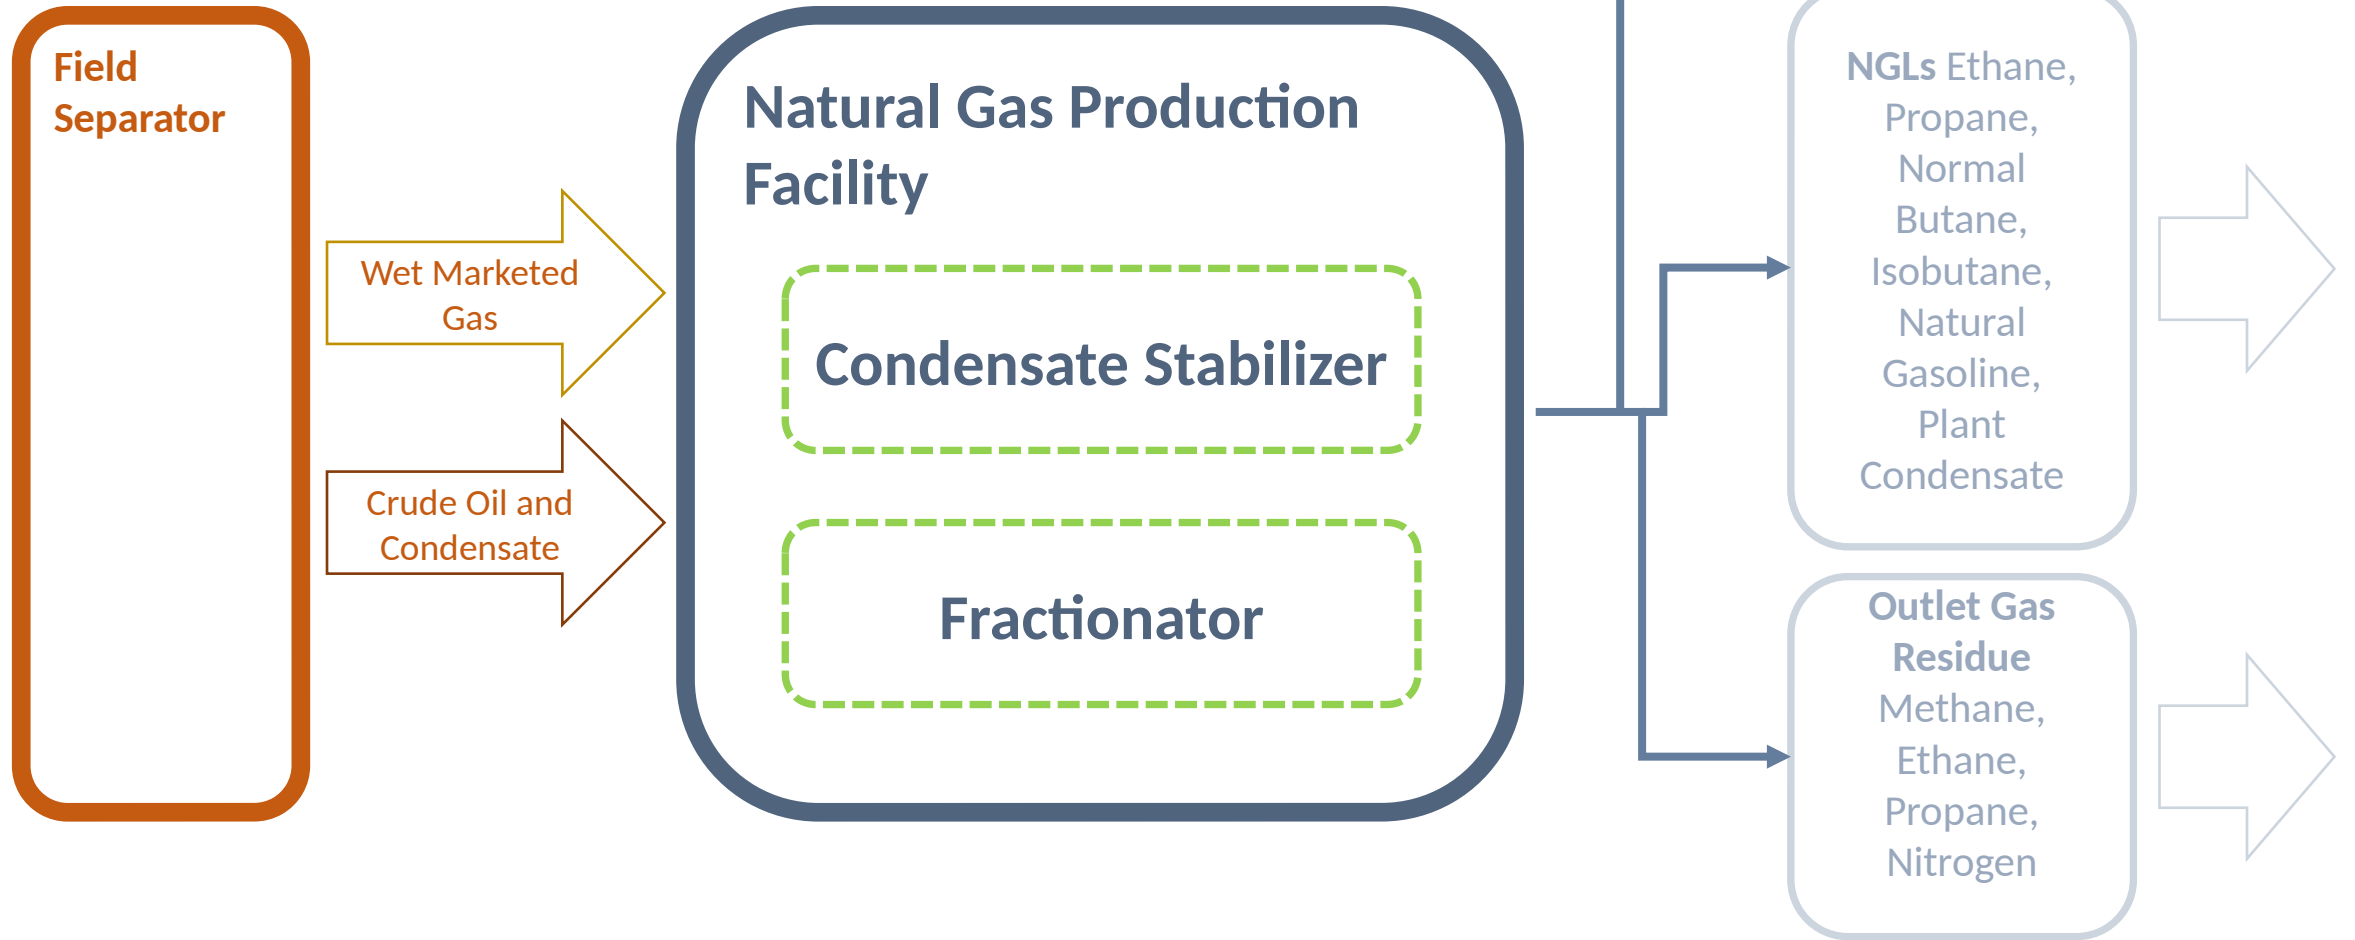 Field
Separator
Wet Marketed
Gas
Crude Oil and
Condensate
Natural Gas Production
Facility
Condensate Stabilizer
Fractionator
NGLs Ethane,
Propane,
Normal
Butane,
Isobutane,
Natural
Gasoline,
Plant
Condensate
Outlet Gas
Residue
Methane,
Ethane,
Propane,
Nitrogen